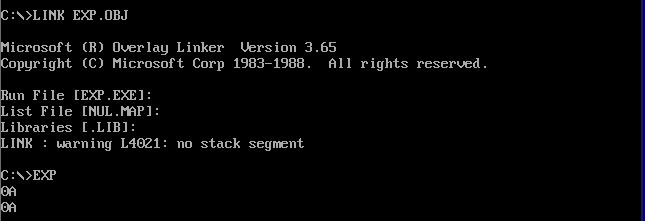 C:\>LINK EXP.OBJ
Microsoft (R) Overlay Linker  Version 3.65
Copyright (C) Microsoft Corp 1983-1988.  All rights reserved.
Run File [EXP.EXE]:
List File [NUL.MAP]:
Libraries [.LIB]:
LINK : warning L4021: no stack segment
C:\>EXP
0A
0A